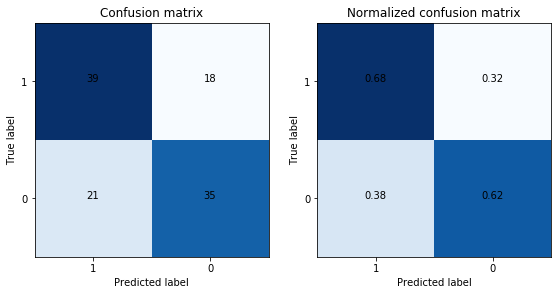 Confusion matrix
True label
1
0
39
18
21
35
1
0
Predicted label
Normalized confusion matrix
True label
1
0
0.68
0.32
0.38
0.62
1
0
Predicted label